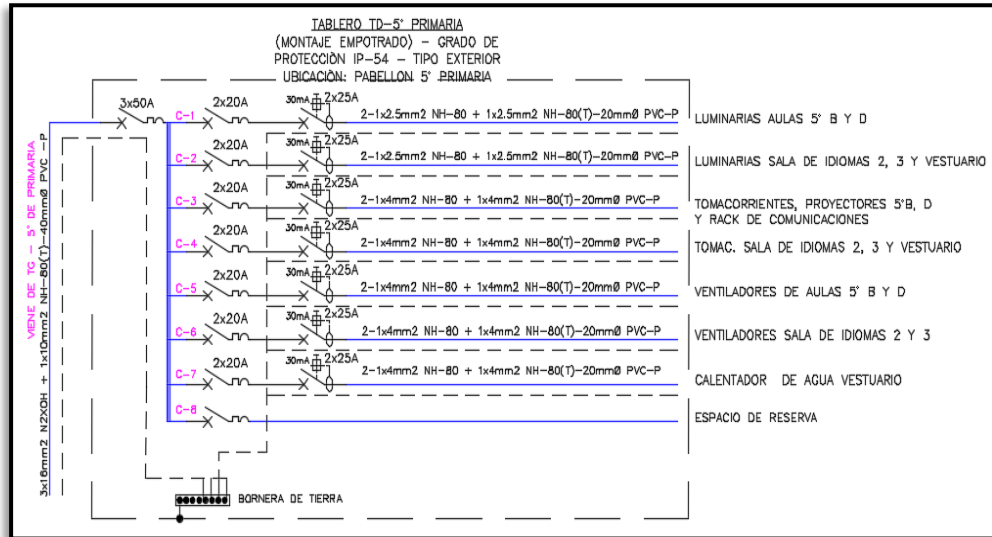 TABLERO TD-5° PRIMARIA
(MONTAJE EMPOTRADO) - GRADO DE
PROTECCIÒN IP-54 - TIPO EXTERIOR
UBICACIÒN: PABELLON 5° PRIMARIA
VIENE DE TG - 5° DE PRIMARIA
3x16mm2 N2XOH + 1x10mm2 NH-80(T)-40mmØ PVC -P
3x50A
C-1
2x20A
30mA
2x25A
2-1x2.5mm2 NH-80 + 1x2.5mm2 NH-80(T)-20mmØ PVC-P
LUMINARIAS AULAS 5° B Y D
C-2
2x20A
30mA
2x25A
2-1x2.5mm2 NH-80 + 1x2.5mm2 NH-80(T)-20mmØ PVC-P
LUMINARIAS SALA DE IDIOMAS 2, 3 Y VESTUARIO
C-3
2x20A
30mA
2x25A
2-1x4mm2 NH-80 + 1x4mm2 NH-80(T)-20mmØ PVC-P
TOMACORRIENTES, PROYECTORES 5°B, D
Y RACK DE COMUNICACIONES
C-4
2x20A
30mA
2x25A
2-1x4mm2 NH-80 + 1x4mm2 NH-80(T)-20mmØ PVC-P
TOMAC. SALA DE IDIOMAS 2, 3 Y VESTUARIO
C-5
2x20A
30mA
2x25A
2-1x4mm2 NH-80 + 1x4mm2 NH-80(T)-20mmØ PVC-P
VENTILADORES DE AULAS 5° B Y D
C-6
2x20A
30mA
2x25A
2-1x4mm2 NH-80 + 1x4mm2 NH-80(T)-20mmØ PVC-P
VENTILADORES SALA DE IDIOMAS 2 Y 3
C-7
2x20A
30mA
2x25A
2-1x4mm2 NH-80 + 1x4mm2 NH-80(T)-20mmØ PVC-P
CALENTADOR DE AGUA VESTUARIO
C-8
ESPACIO DE RESERVA
BORNERA DE TIERRA